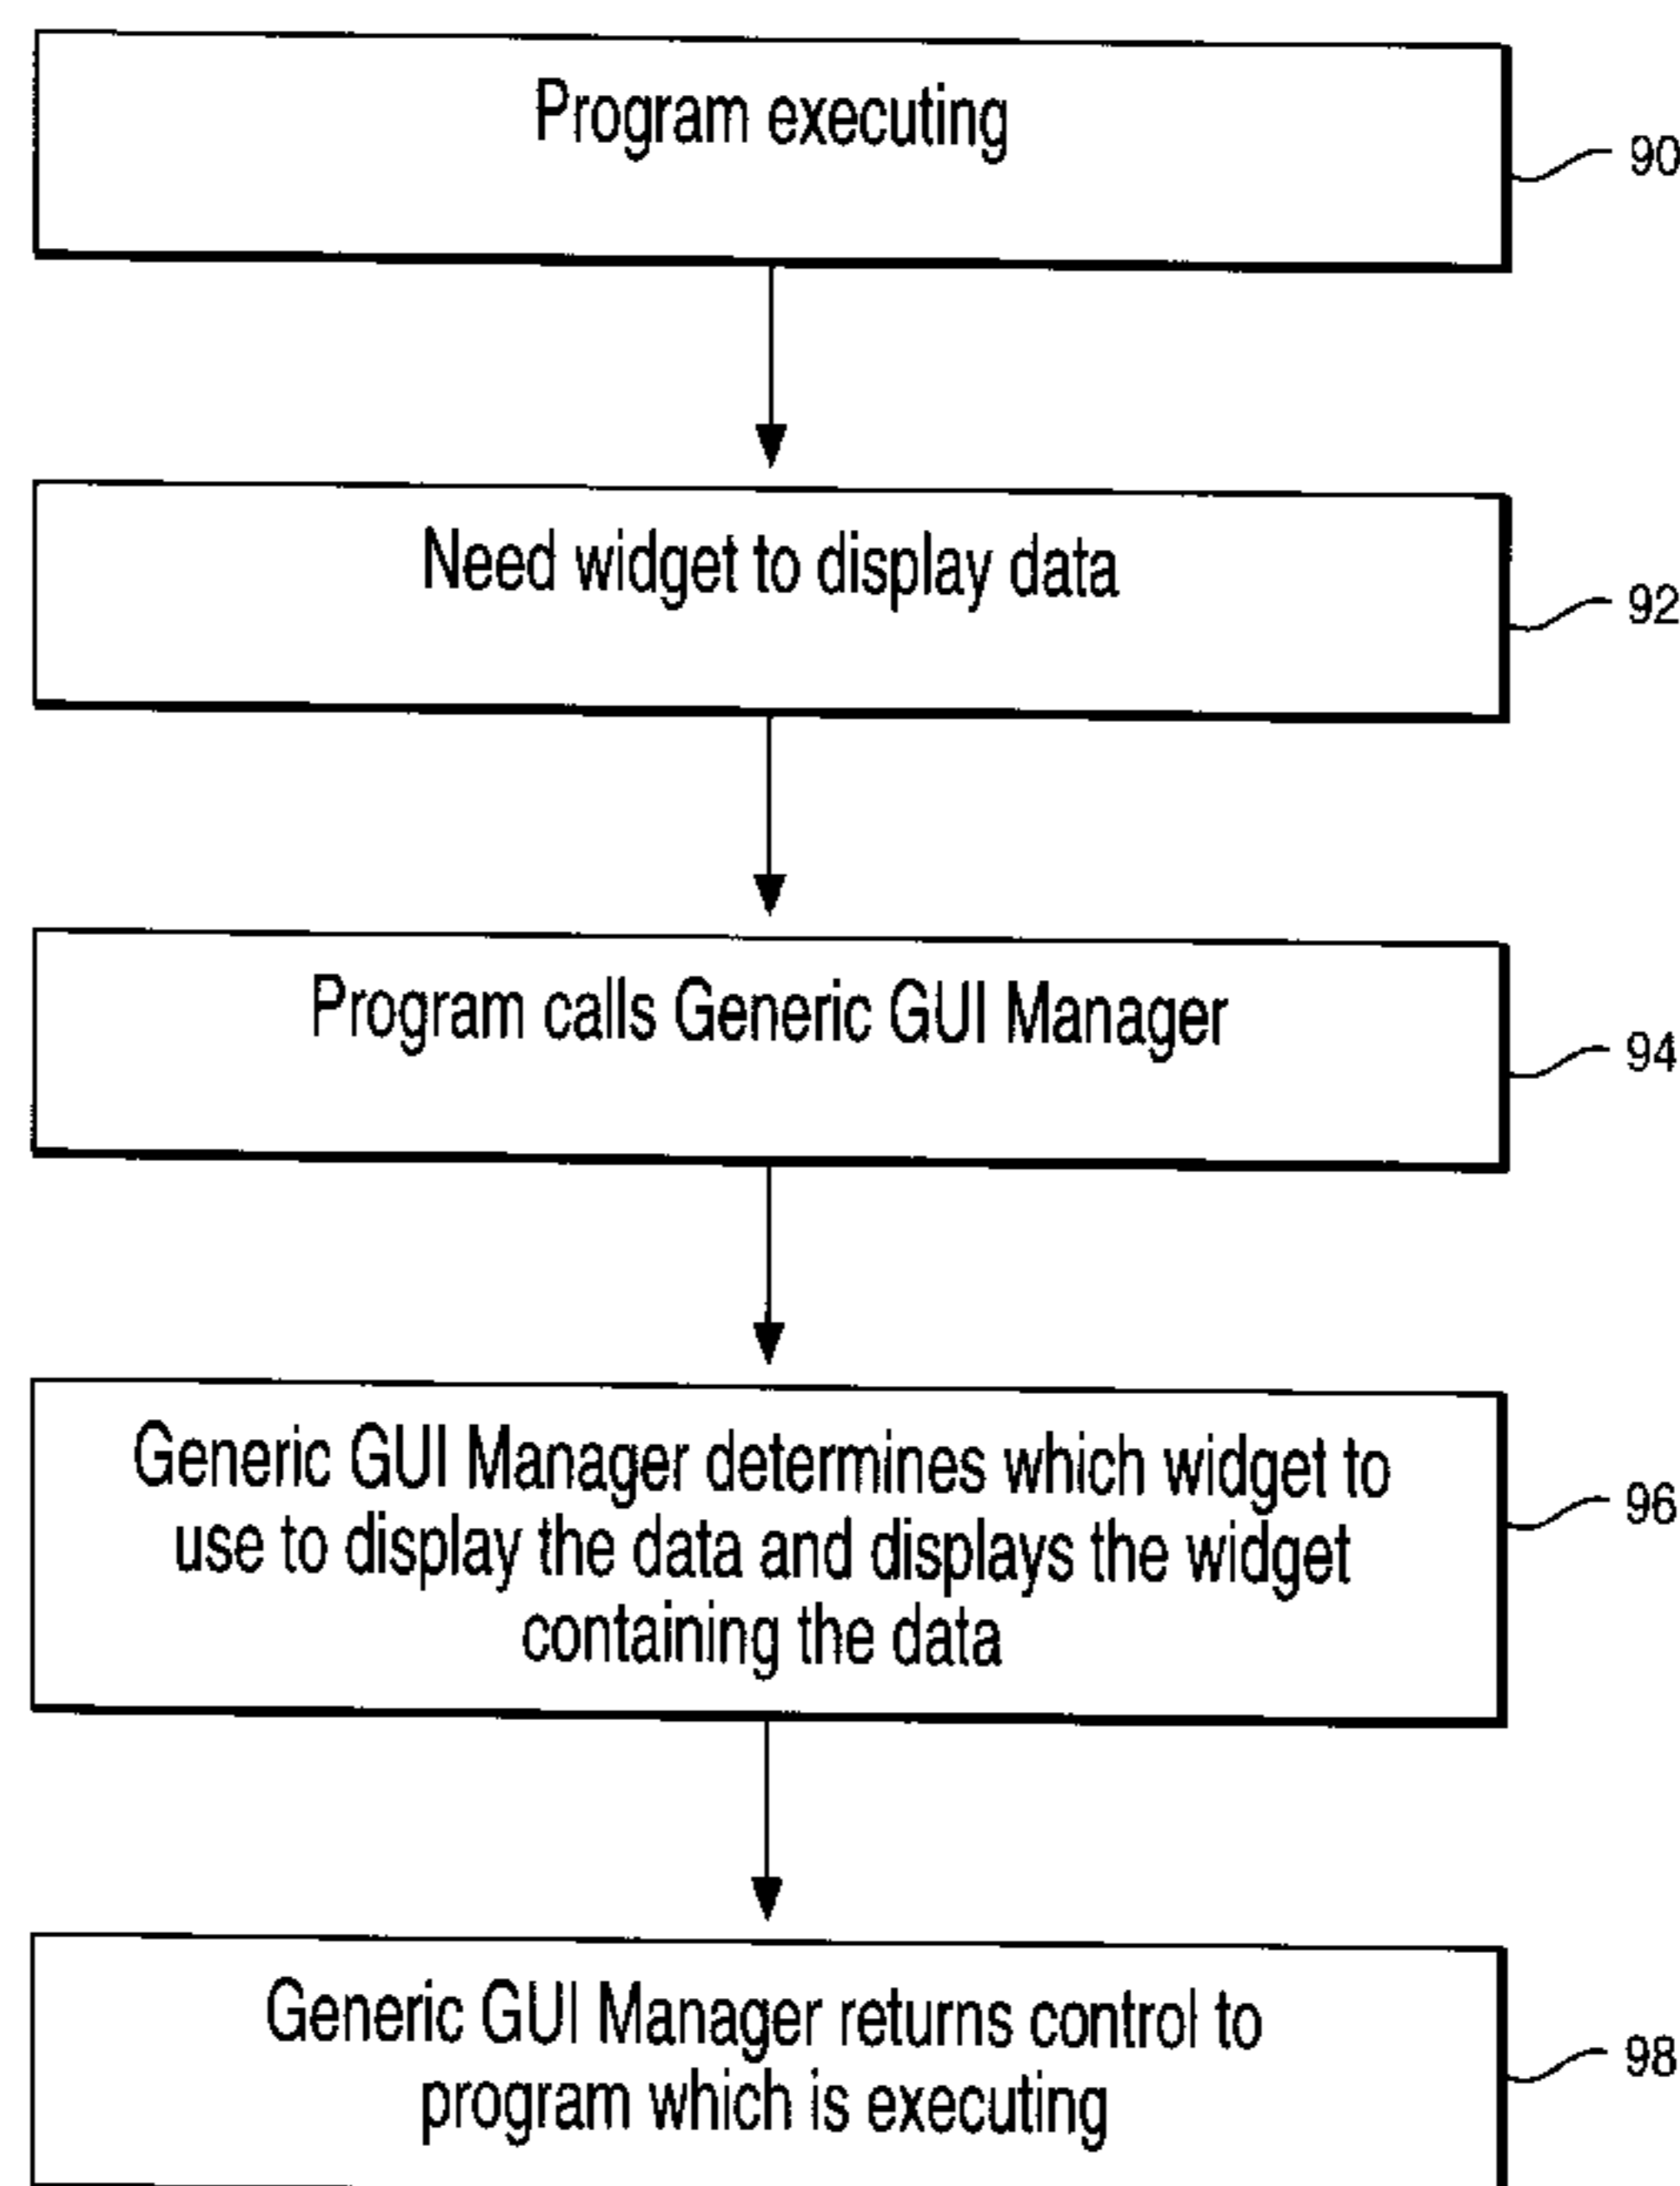 Program executing
90
Need widget to display data
92
Program calls Generic GUI Manager
94
Generic GUI Manager determines which widget to
use to display the data and displays the widget
containing the data
96
Generic GUI Manager returns control to
program which is executing
98